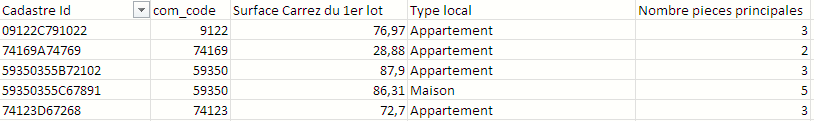 Cadastre Id com_code Surface Carrez du 1er lot Type local Nombre pieces principales
09122C791022 9122 76,97 Appartement 3
74169A74769 74169 28,88 Appartement 2
59350355B72102 59350 87,9 Appartement 3
59350355C67891 59350 86,31 Maison 5
74123D67268 74123 72,7 Appartement 3